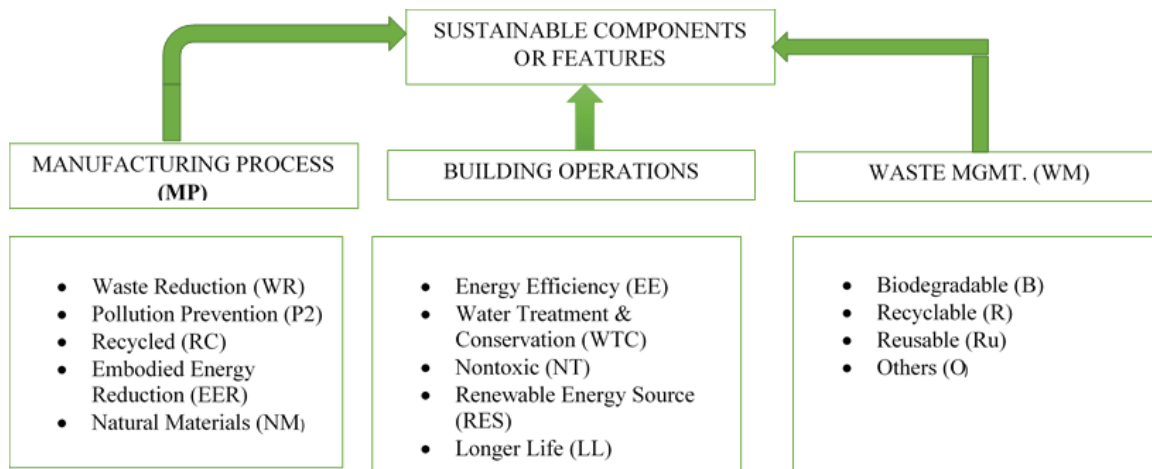 SUSTAINABLE COMPONENTS
OR FEATURES
MANUFACTURING PROCESS
(MP)
BUILDING OPERATIONS
WASTE MGMT. (WM)
• Waste Reduction (WR)
• Pollution Prevention (P2)
• Recycled (RC)
• Embodied Energy
Reduction (EER)
• Natural Materials (NM)
• Energy Efficiency (EE)
• Water Treatment &
Conservation (WTC)
• Nontoxic (NT)
• Renewable Energy Source
(RES)
• Longer Life (LL)
• Biodegradable (B)
• Recyclable (R)
• Reusable (Ru)
• Others (O)